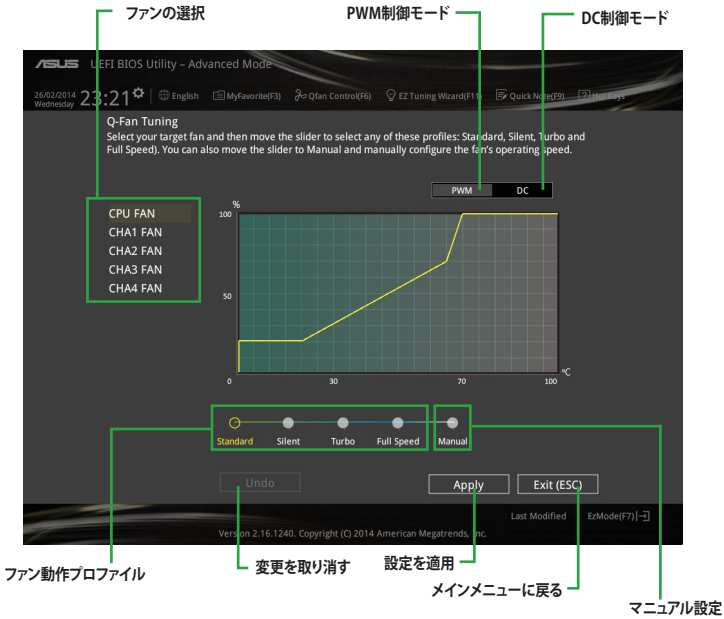 ファンの選択
PWM制御モード
DC制御モード
ASUS UEFI BIOS Utility – Advanced Mode
26/02/2014
Wednesday
23:21
English
MyFavorite(F3)
Qfan Control(F6)
EZ Tuning Wizard(F11)
Quick Note(F9)
? Hot Keys
Q-Fan Tuning
Select your target fan and then move the slider to select any of these profiles: Standard, Silent, Turbo and
Full Speed). You can also move the slider to Manual and manually configure the fan's operating speed.
PWM
DC
CPU FAN
CHA1 FAN
CHA2 FAN
CHA3 FAN
CHA4 FAN
%
100
50
0
30
70
100
℃
Standard
Silent
Turbo
Full Speed
Manual
Undo
Apply
Exit (ESC)
Last Modified
EzMode(F7)
Version 2.16.1240. Copyright (C) 2014 American Megatrends, Inc.
ファン動作プロファイル
変更を取り消す
設定を適用
メインメニューに戻る
マニュアル設定